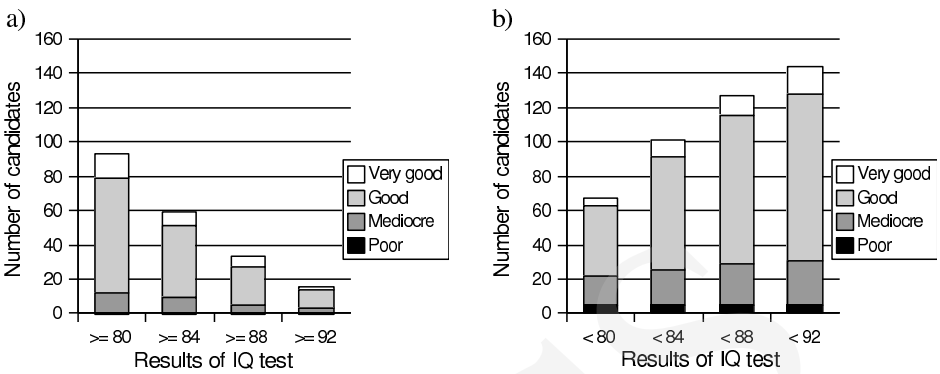 a)
Number of candidates
160
140
120
100
80
60
40
20
0
>= 80 >= 84 >= 88 >= 92
Results of IQ test
Very good
Good
Mediocre
Poor
b)
Number of candidates
160
140
120
100
80
60
40
20
0
< 80 < 84 < 88 < 92
Results of IQ test
Very good
Good
Mediocre
Poor